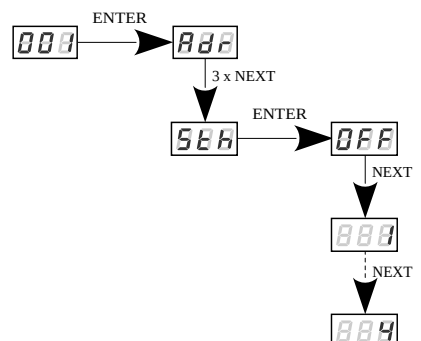 ENTER
001
Adr
3 x NEXT
ENTER
Sth
OFF
NEXT
1
NEXT
4